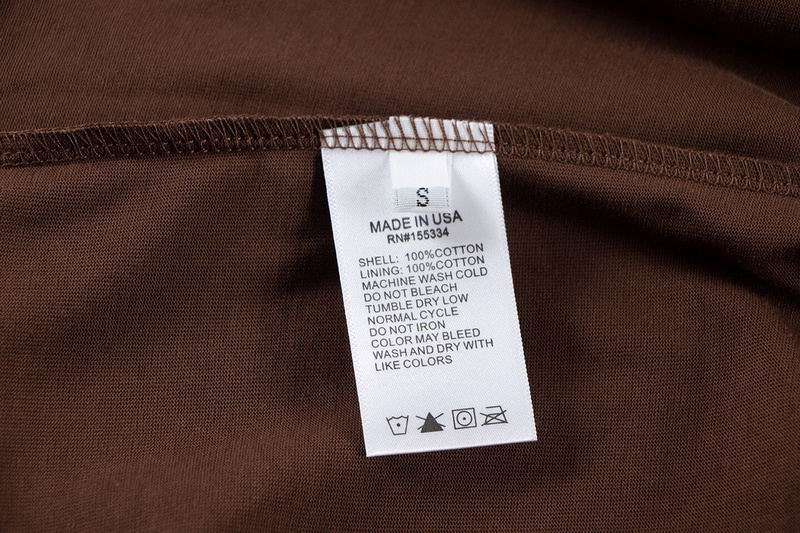 S
MADE IN USA
RN#155334
SHELL: 100%COTTON
LINING: 100%COTTON
MACHINE WASH COLD
DO NOT BLEACH
TUMBLE DRY LOW
NORMAL CYCLE
DO NOT IRON
COLOR MAY BLEED
WASH AND DRY WITH
LIKE COLORS